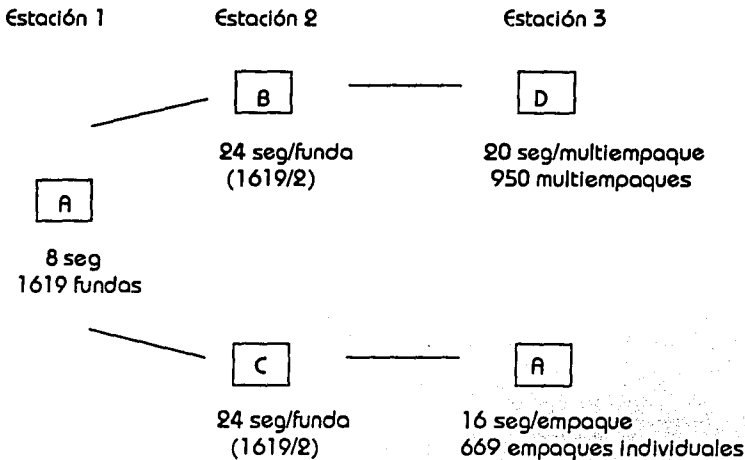 Estación 1
Estación 2
Estación 3
B
D
24 seg/funda
(1619/2)
20 seg/multiempaque
950 multiempaques
A
8 seg
1619 fundas
C
A
24 seg/funda
(1619/2)
16 seg/empaque
669 empaques individuales